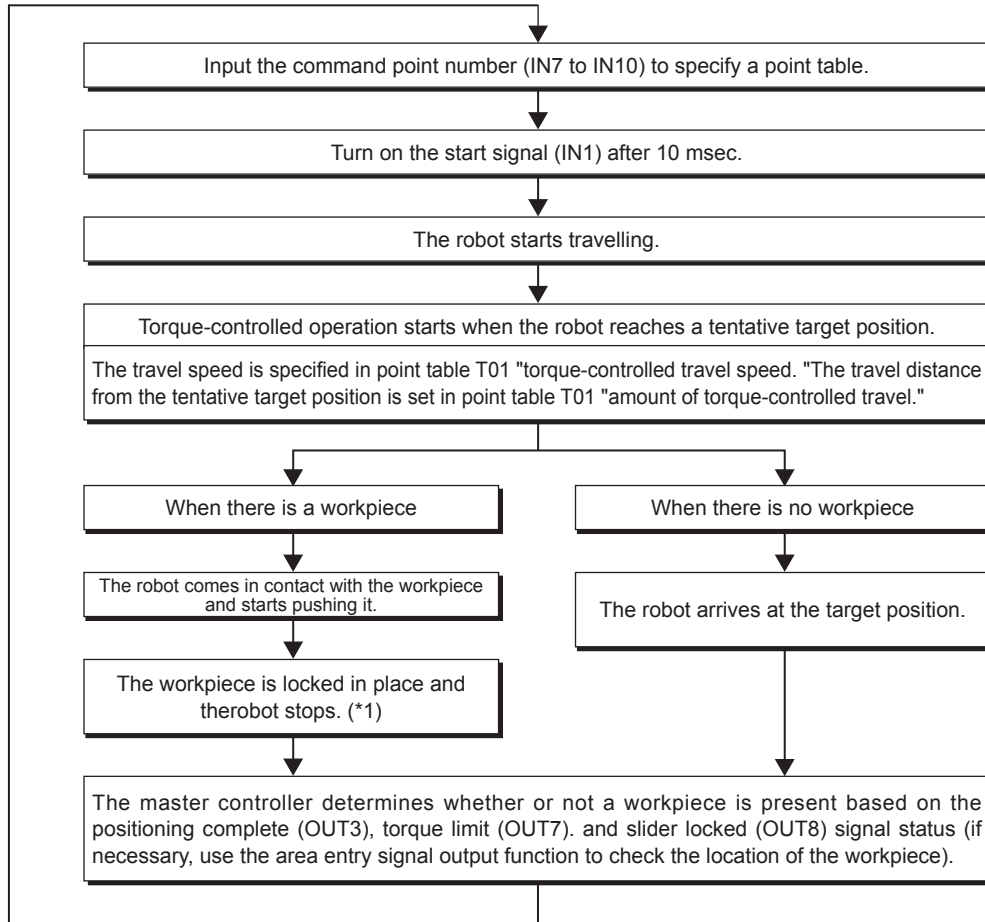 Input the command point number (IN7 to IN10) to specify a point table.
Turn on the start signal (IN1) after 10 msec.
The robot starts travelling.
Torque-controlled operation starts when the robot reaches a tentative target position.
The travel speed is specified in point table T01 "torque-controlled travel speed. "The travel distance
from the tentative target position is set in point table T01 "amount of torque-controlled travel."
When there is a workpiece
The robot comes in contact with the workpiece
and starts pushing it.
The workpiece is locked in place and
therobot stops. (*1)
When there is no workpiece
The robot arrives at the target position.
The master controller determines whether or not a workpiece is present based on the
positioning complete (OUT3), torque limit (OUT7). and slider locked (OUT8) signal status (if
necessary, use the area entry signal output function to check the location of the workpiece).